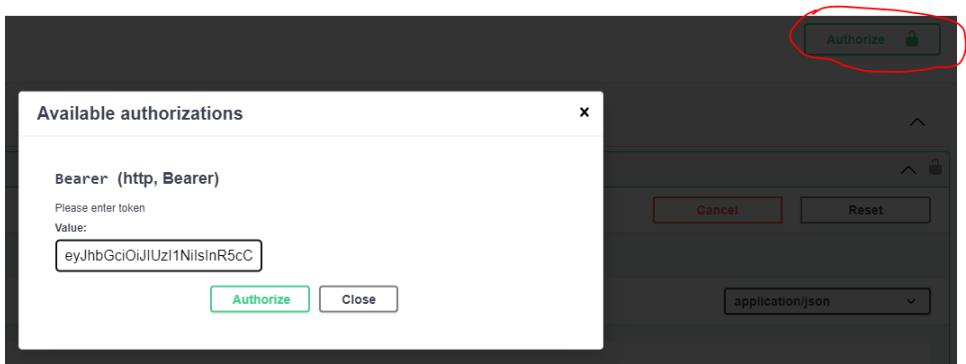 Authorize
Available authorizations x
Bearer (http, Bearer)
Please enter token
Value:
eyJhbGciOiJIUzI1NiIsInR5cC
Authorize Close
Cancel Reset
application/json